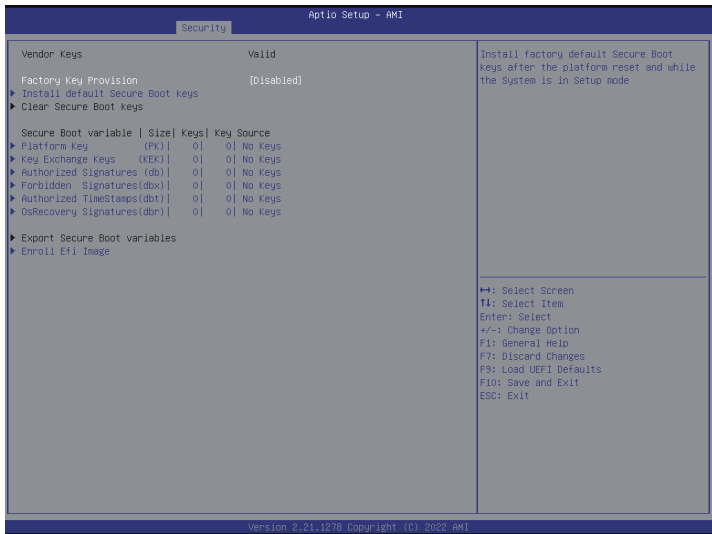 Aptio Setup - AMI
Security
Vendor Keys Valid
Factory Key Provision [Disabled]
▶ Install default Secure Boot keys
▶ Clear Secure Boot keys
Secure Boot variable | Size| Keys| Key Source
▶ Platform Key (PK)| 0| 0| No Keys
▶ Key Exchange Keys (KEK)| 0| 0| No Keys
▶ Authorized Signatures (db)| 0| 0| No Keys
▶ Forbidden Signatures(dbx)| 0| 0| No Keys
▶ Authorized TimeStamps(dbt)| 0| 0| No Keys
▶ OsRecovery Signatures(dbr)| 0| 0| No Keys
▶ Export Secure Boot variables
▶ Enroll Efi Image
Install factory default Secure Boot
keys after the platform reset and while
the System is in Setup mode
↔: Select Screen
↑↓: Select Item
Enter: Select
+/-: Change Option
F1: General Help
F7: Discard Changes
F9: Load UEFI Defaults
F10: Save and Exit
ESC: Exit
Version 2.21.1278 Copyright (C) 2022 AMI